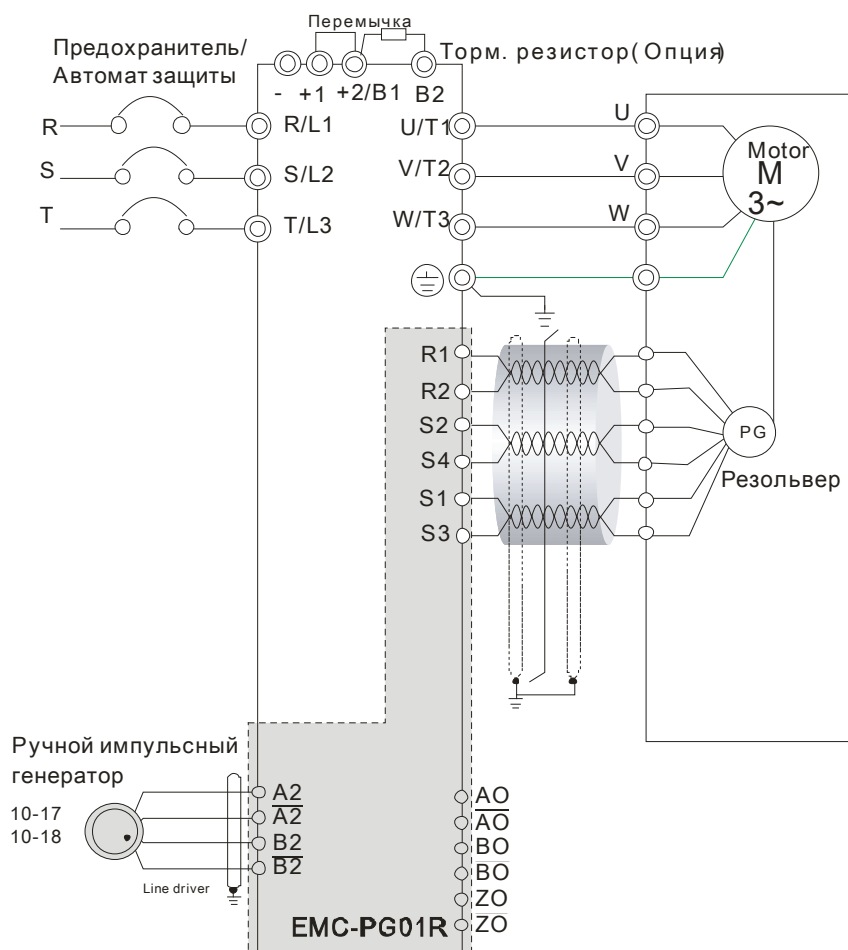 Перемычка
Предохранитель/
Автомат защиты
Торм. резистор(Опция)
- +1 +2/B1 B2
R R/L1 U/T1 U
S S/L2 V/T2 V
T T/L3 W/T3 W
Motor
M
3~
R1
R2
S2
S4
S1
S3
PG
Резольвер
Ручной импульсный
генератор
10-17
10-18
A2
A2
B2
B2
Line driver
AO
AO
BO
BO
ZO
ZO
EMC-PG01R